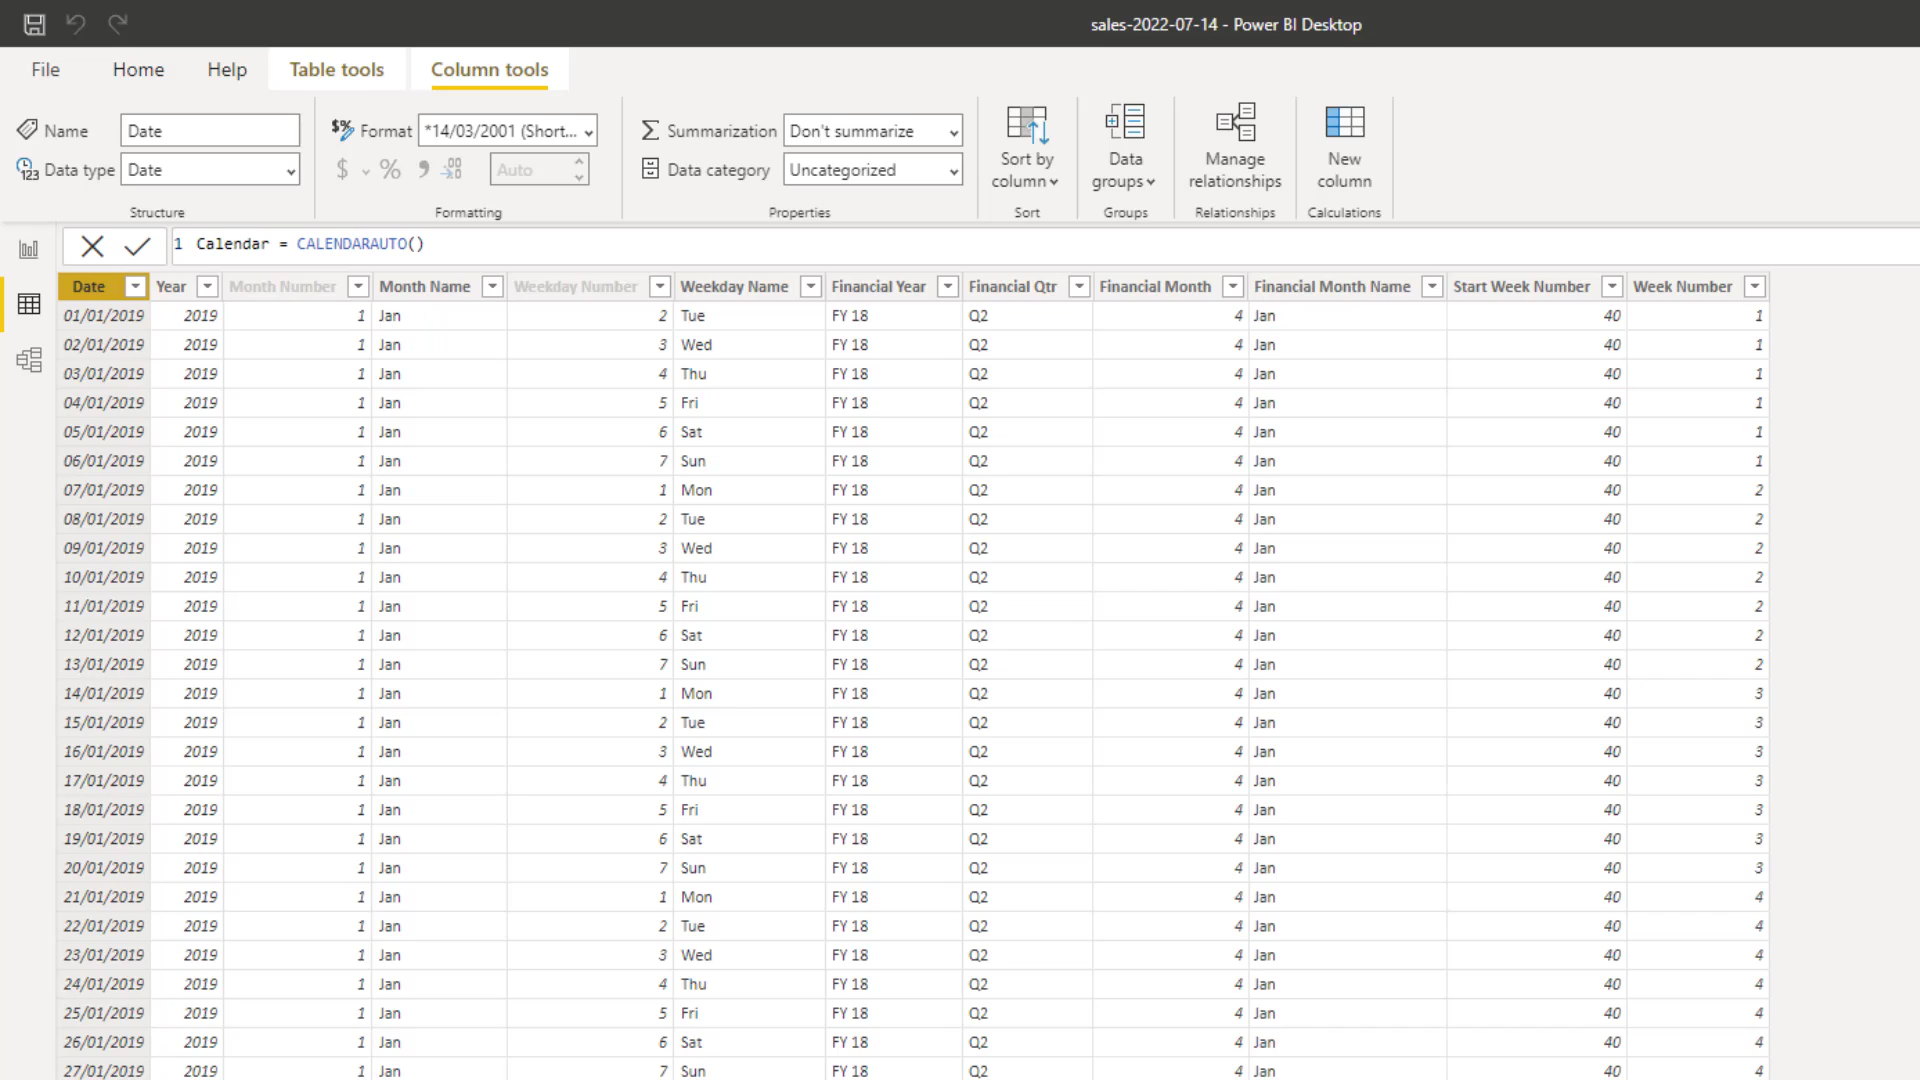 sales-2022-07-14 - Power BI Desktop
File Home Help Table tools Column tools
Name Date Format *14/03/2001 (Short... Summarization Don't summarize
Data type Date $ % Auto Data category Uncategorized
Sort by column Data groups Manage relationships New column
Structure Formatting Properties Sort Groups Relationships Calculations
1 Calendar = CALENDARAUTO()
Date Year Month Number Month Name Weekday Number Weekday Name Financial Year Financial Qtr Financial Month Financial Month Name Start Week Number Week Number
01/01/2019 2019 1 Jan 2 Tue FY 18 Q2 4 Jan 40 1
02/01/2019 2019 1 Jan 3 Wed FY 18 Q2 4 Jan 40 1
03/01/2019 2019 1 Jan 4 Thu FY 18 Q2 4 Jan 40 1
04/01/2019 2019 1 Jan 5 Fri FY 18 Q2 4 Jan 40 1
05/01/2019 2019 1 Jan 6 Sat FY 18 Q2 4 Jan 40 1
06/01/2019 2019 1 Jan 7 Sun FY 18 Q2 4 Jan 40 1
07/01/2019 2019 1 Jan 1 Mon FY 18 Q2 4 Jan 40 2
08/01/2019 2019 1 Jan 2 Tue FY 18 Q2 4 Jan 40 2
09/01/2019 2019 1 Jan 3 Wed FY 18 Q2 4 Jan 40 2
10/01/2019 2019 1 Jan 4 Thu FY 18 Q2 4 Jan 40 2
11/01/2019 2019 1 Jan 5 Fri FY 18 Q2 4 Jan 40 2
12/01/2019 2019 1 Jan 6 Sat FY 18 Q2 4 Jan 40 2
13/01/2019 2019 1 Jan 7 Sun FY 18 Q2 4 Jan 40 2
14/01/2019 2019 1 Jan 1 Mon FY 18 Q2 4 Jan 40 3
15/01/2019 2019 1 Jan 2 Tue FY 18 Q2 4 Jan 40 3
16/01/2019 2019 1 Jan 3 Wed FY 18 Q2 4 Jan 40 3
17/01/2019 2019 1 Jan 4 Thu FY 18 Q2 4 Jan 40 3
18/01/2019 2019 1 Jan 5 Fri FY 18 Q2 4 Jan 40 3
19/01/2019 2019 1 Jan 6 Sat FY 18 Q2 4 Jan 40 3
20/01/2019 2019 1 Jan 7 Sun FY 18 Q2 4 Jan 40 3
21/01/2019 2019 1 Jan 1 Mon FY 18 Q2 4 Jan 40 4
22/01/2019 2019 1 Jan 2 Tue FY 18 Q2 4 Jan 40 4
23/01/2019 2019 1 Jan 3 Wed FY 18 Q2 4 Jan 40 4
24/01/2019 2019 1 Jan 4 Thu FY 18 Q2 4 Jan 40 4
25/01/2019 2019 1 Jan 5 Fri FY 18 Q2 4 Jan 40 4
26/01/2019 2019 1 Jan 6 Sat FY 18 Q2 4 Jan 40 4
27/01/2019 2019 1 Jan 7 Sun FY 18 Q2 4 Jan 40 4